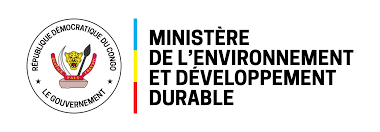 RÉPUBLIQUE DÉMOCRATIQUE DU CONGO
LE GOUVERNEMENT
MINISTÈRE
DE L'ENVIRONNEMENT
ET DÉVELOPPEMENT
DURABLE